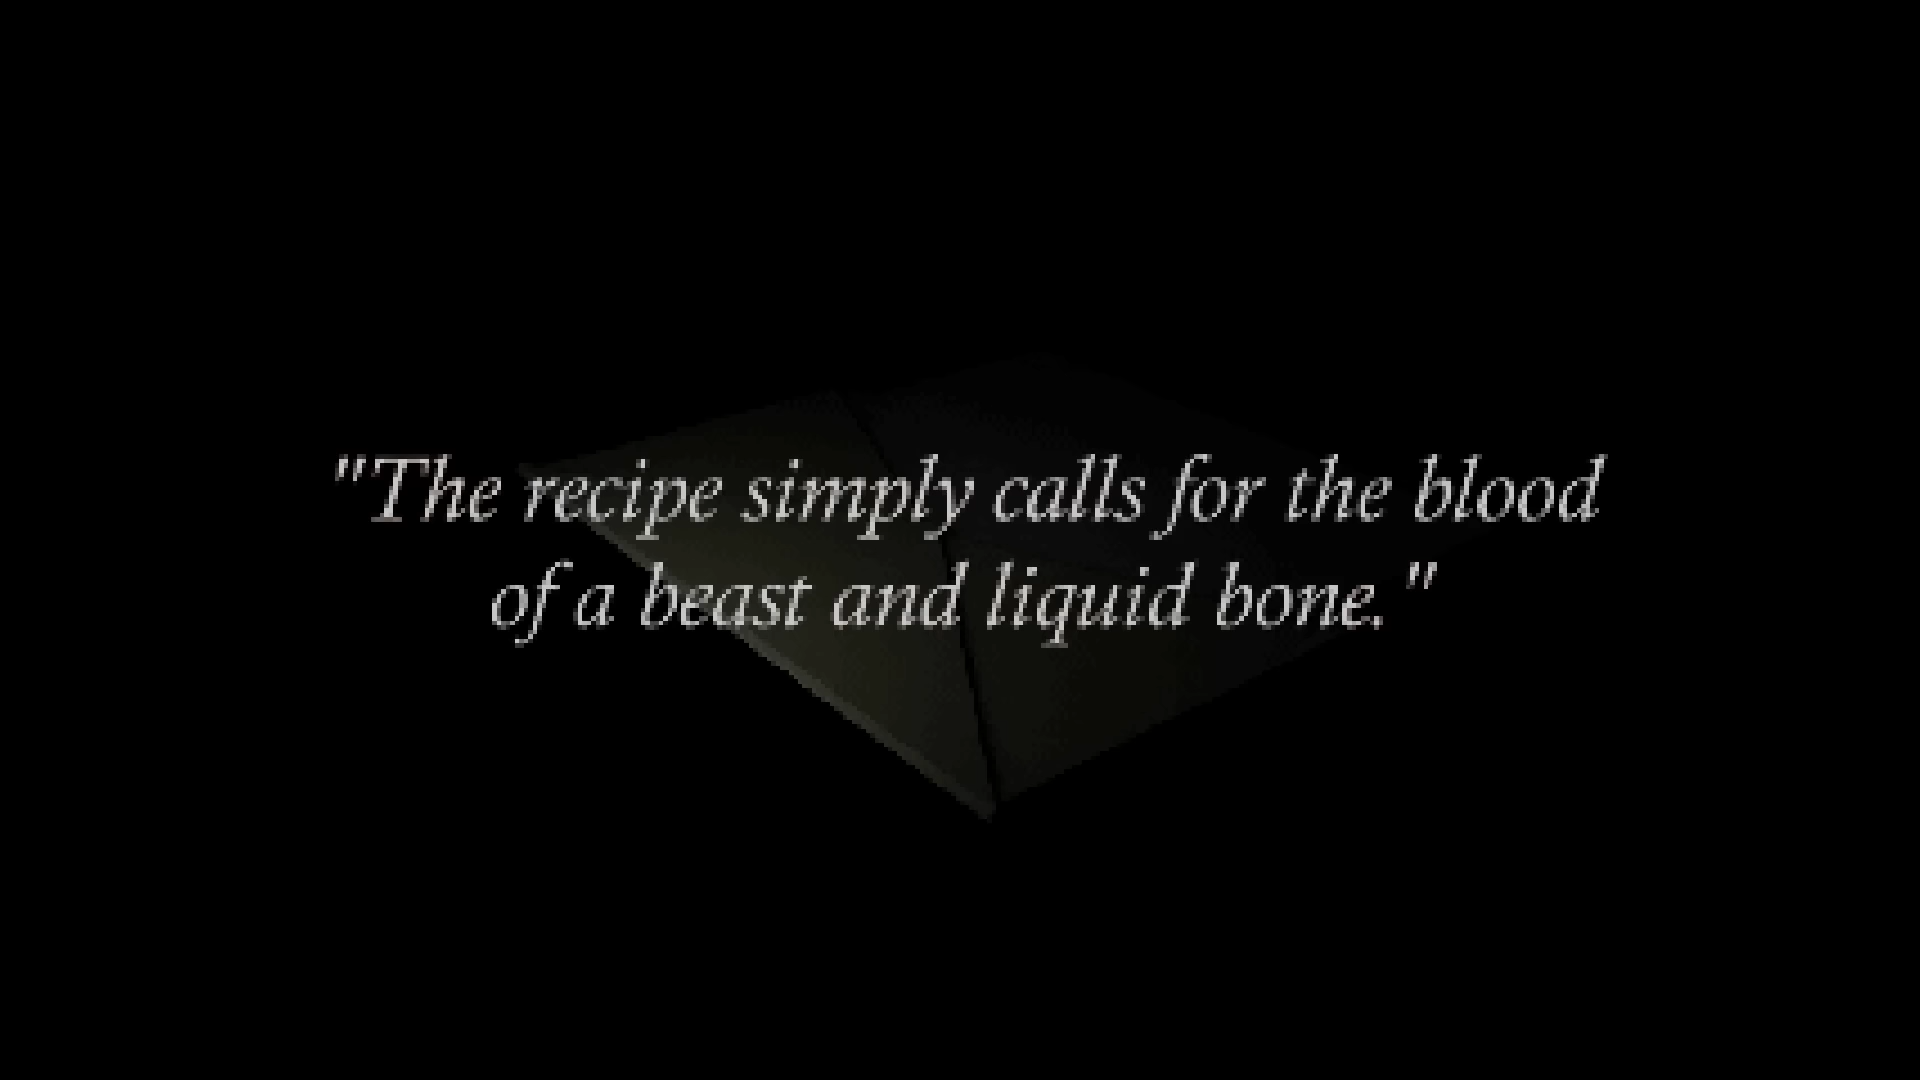 "The recipe simply calls for the blood
of a beast and liquid bone."